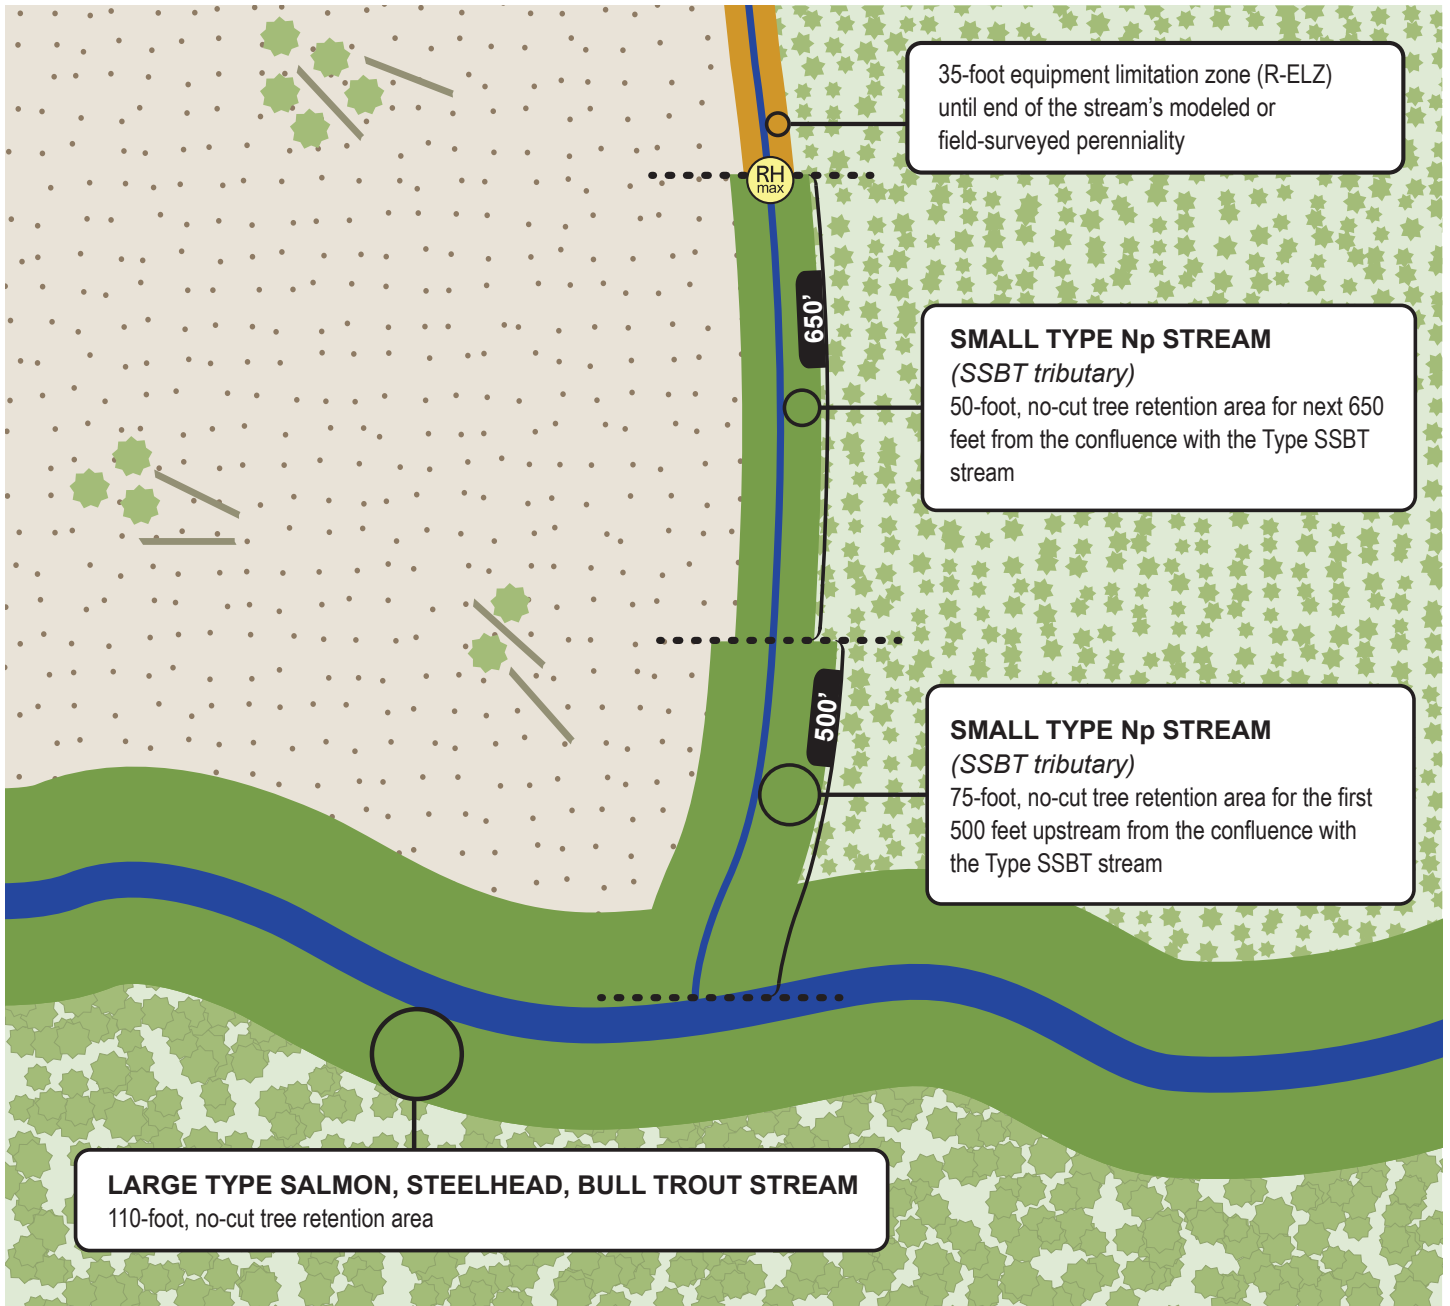 35-foot equipment limitation zone (R-ELZ)
until end of the stream's modeled or
field-surveyed perenniality
RH
max
650’
SMALL TYPE Np STREAM
(SSBT tributary)
50-foot, no-cut tree retention area for next 650
feet from the confluence with the Type SSBT
stream
500’
SMALL TYPE Np STREAM
(SSBT tributary)
75-foot, no-cut tree retention area for the first
500 feet upstream from the confluence with
the Type SSBT stream
LARGE TYPE SALMON, STEELHEAD, BULL TROUT STREAM
110-foot, no-cut tree retention area